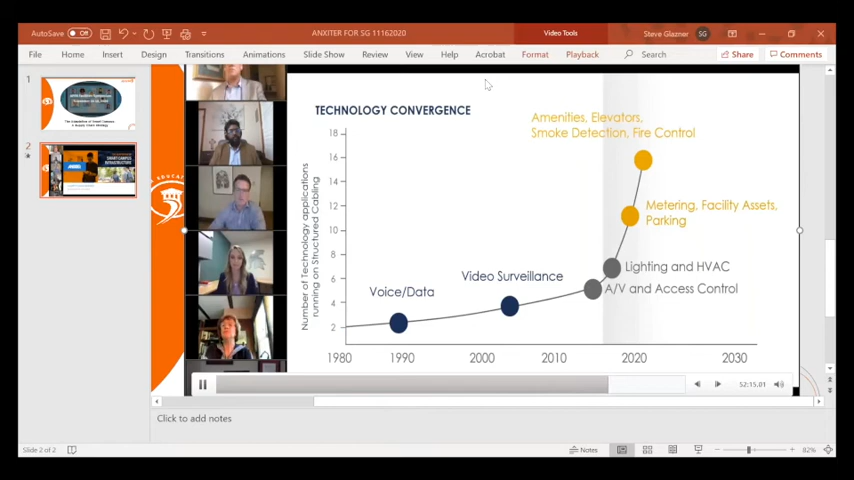 AutoSave Off
ANXITER FOR SG 11162020
Video Tools
Steve Glazner
SG
File Home Insert Design Transitions Animations Slide Show Review View Help Acrobat Format Playback Search Share Comments
1
2
TECHNOLOGY CONVERGENCE
Amenities, Elevators,
Smoke Detection, Fire Control
Metering, Facility Assets,
Parking
Lighting and HVAC
A/V and Access Control
Video Surveillance
Voice/Data
Number of Technology applications
running on Structured Cabling
18
16
14
12
10
8
6
4
2
1980 1990 2000 2010 2020 2030
52:15.01
Click to add notes
Slide 2 of 2
Notes
82%